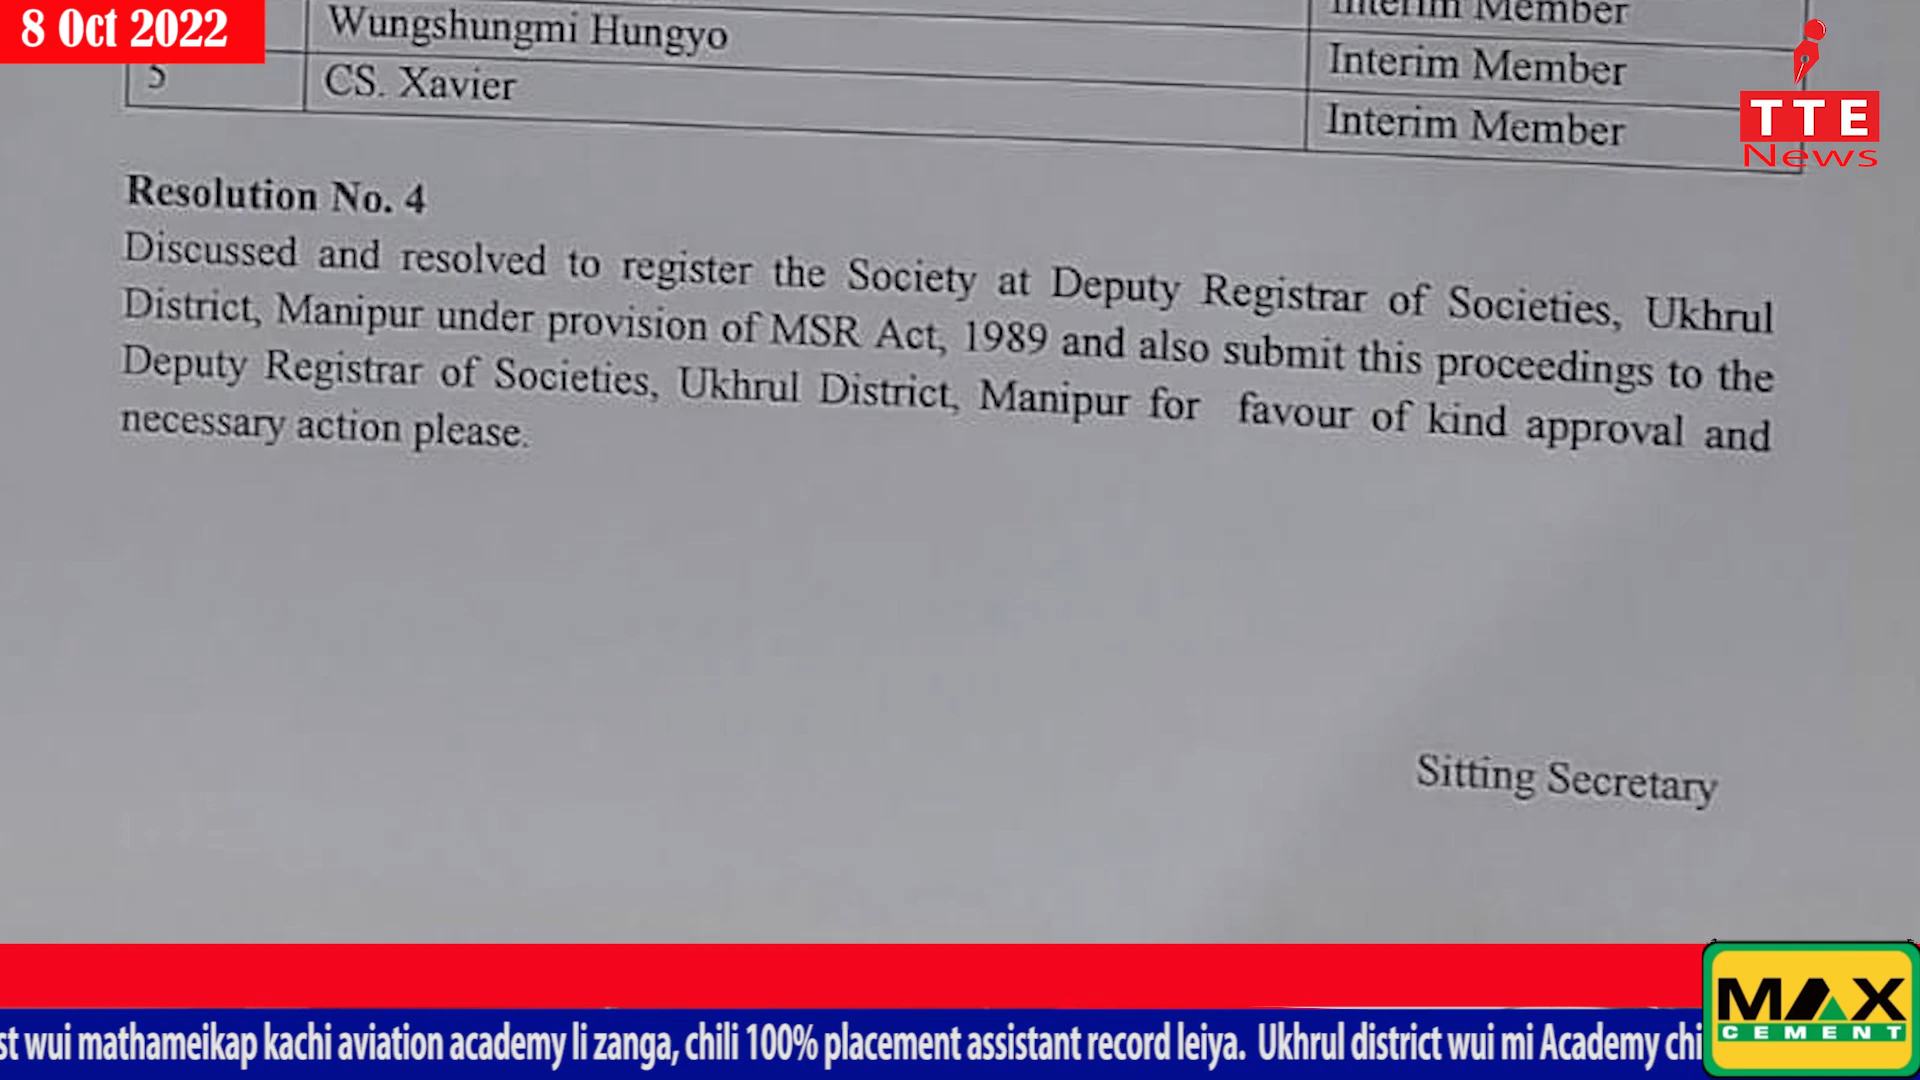 8 Oct 2022
Interim Member
Wungshungmi Hungyo
Interim Member
5
CS. Xavier
Interim Member
TTE
News
Resolution No. 4
Discussed and resolved to register the Society at Deputy Registrar of Societies, Ukhrul
District, Manipur under provision of MSR Act, 1989 and also submit this proceedings to the
Deputy Registrar of Societies, Ukhrul District, Manipur for favour of kind approval and
necessary action please.
Sitting Secretary
st wui mathameikap kachi aviation academy li zanga, chili 100% placement assistant record leiya. Ukhrul district wui mi Academy chi
MAX
CEMENT